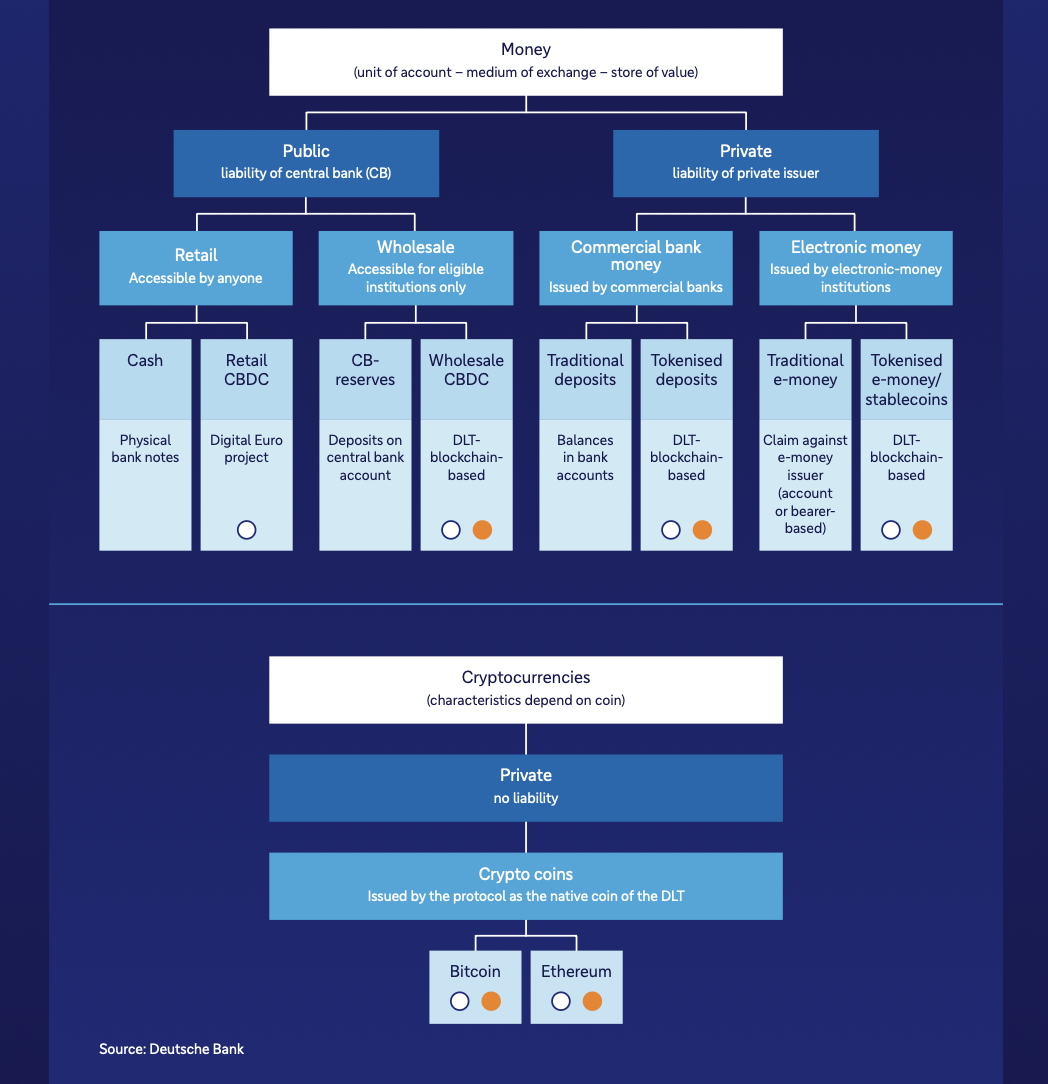 Money
(unit of account – medium of exchange – store of value)
Public
liability of central bank (CB)
Private
liability of private issuer
Retail
Accessible by anyone
Wholesale
Accessible for eligible
institutions only
Commercial bank
money
Issued by commercial banks
Electronic money
Issued by electronic-money
institutions
Cash
Physical
bank notes
Retail
CBDC
Digital Euro
project
CB-
reserves
Deposits on
central bank
account
Wholesale
CBDC
DLT-
blockchain-
based
Traditional
deposits
Balances
in bank
accounts
Tokenised
deposits
DLT-
blockchain-
based
Traditional
e-money
Claim against
e-money
issuer
(account
or bearer-
based)
Tokenised
e-money/
stablecoins
DLT-
blockchain-
based
Cryptocurrencies
(characteristics depend on coin)
Private
no liability
Crypto coins
Issued by the protocol as the native coin of the DLT
Bitcoin
Ethereum
Source: Deutsche Bank